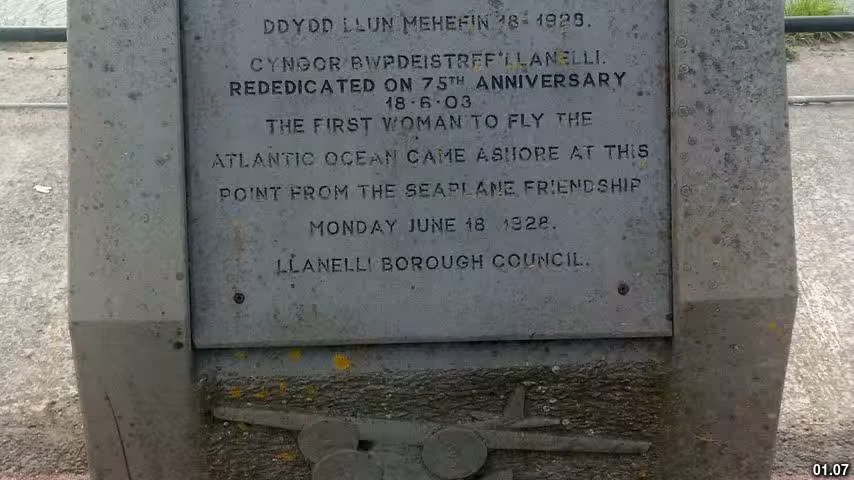 DDYDD LLUN MEHEFIN 18 - 1928.
CYNGOR BWRDEISTREF LLANELLI.
REDEDICATED ON 75TH ANNIVERSARY
18·6·03
THE FIRST WOMAN TO FLY THE
ATLANTIC OCEAN CAME ASHORE AT THIS
POINT FROM THE SEAPLANE FRIENDSHIP
MONDAY JUNE 18 1928.
LLANELLI BOROUGH COUNCIL.
01.07